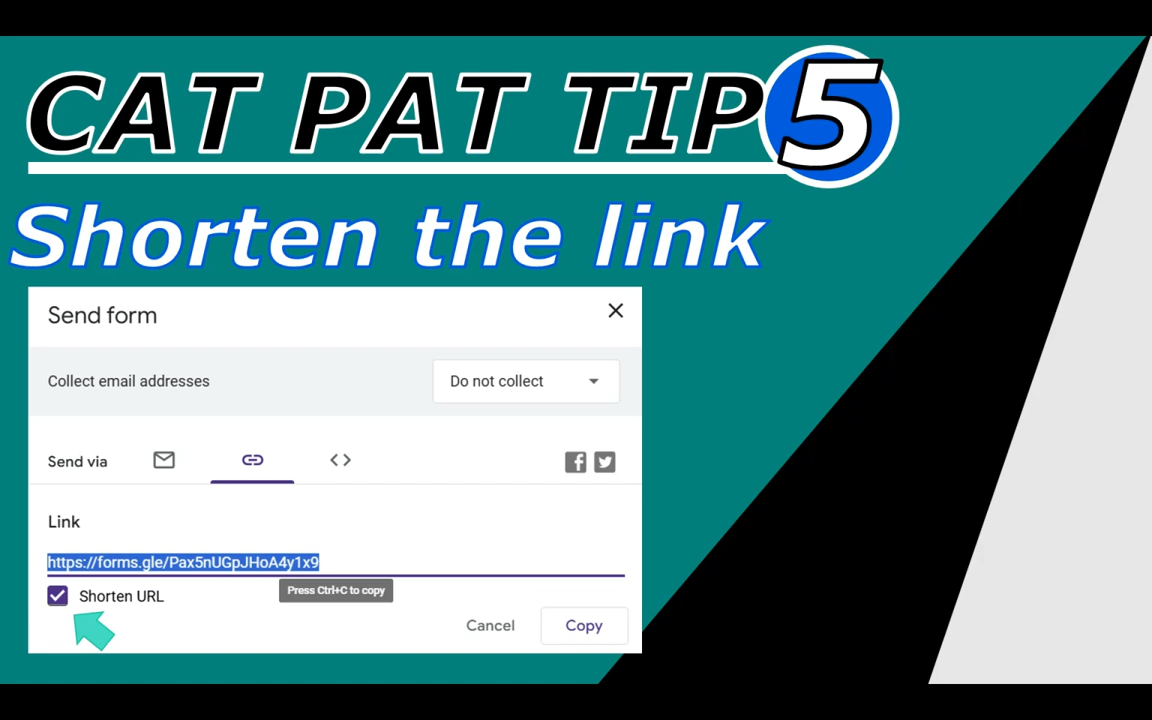 CAT PAT TIP 5
Shorten the link
Send form
Collect email addresses
Do not collect
Send via
Link
https://forms.gle/Pax5nUGpJHoA4y1x9
Press Ctrl+C to copy
Shorten URL
Cancel
Copy